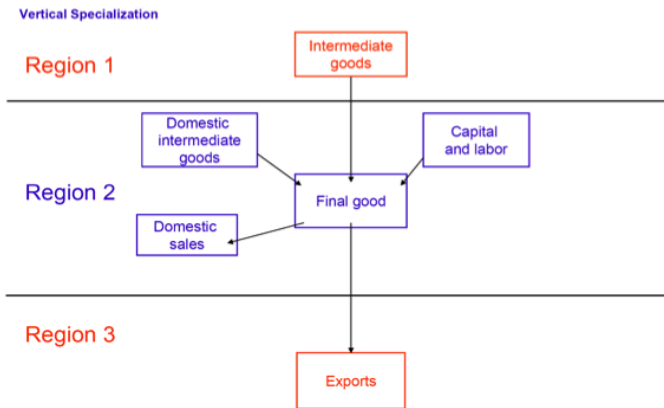 Vertical Specialization
Region 1
Intermediate
goods
Domestic
intermediate
goods
Capital
and labor
Region 2
Final good
Domestic
sales
Region 3
Exports